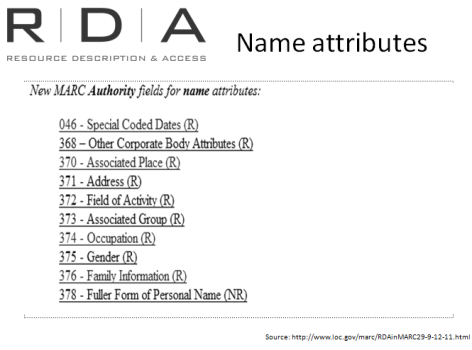 R|D|A
RESOURCE DESCRIPTION & ACCESS
Name attributes
New MARC Authority fields for name attributes:
046 - Special Coded Dates (R)
368 – Other Corporate Body Attributes (R)
370 - Associated Place (R)
371 - Address (R)
372 - Field of Activity (R)
373 - Associated Group (R)
374 - Occupation (R)
375 - Gender (R)
376 - Family Information (R)
378 - Fuller Form of Personal Name (NR)
Source: http://www.loc.gov/marc/RDAinMARC29-9-12-11.html